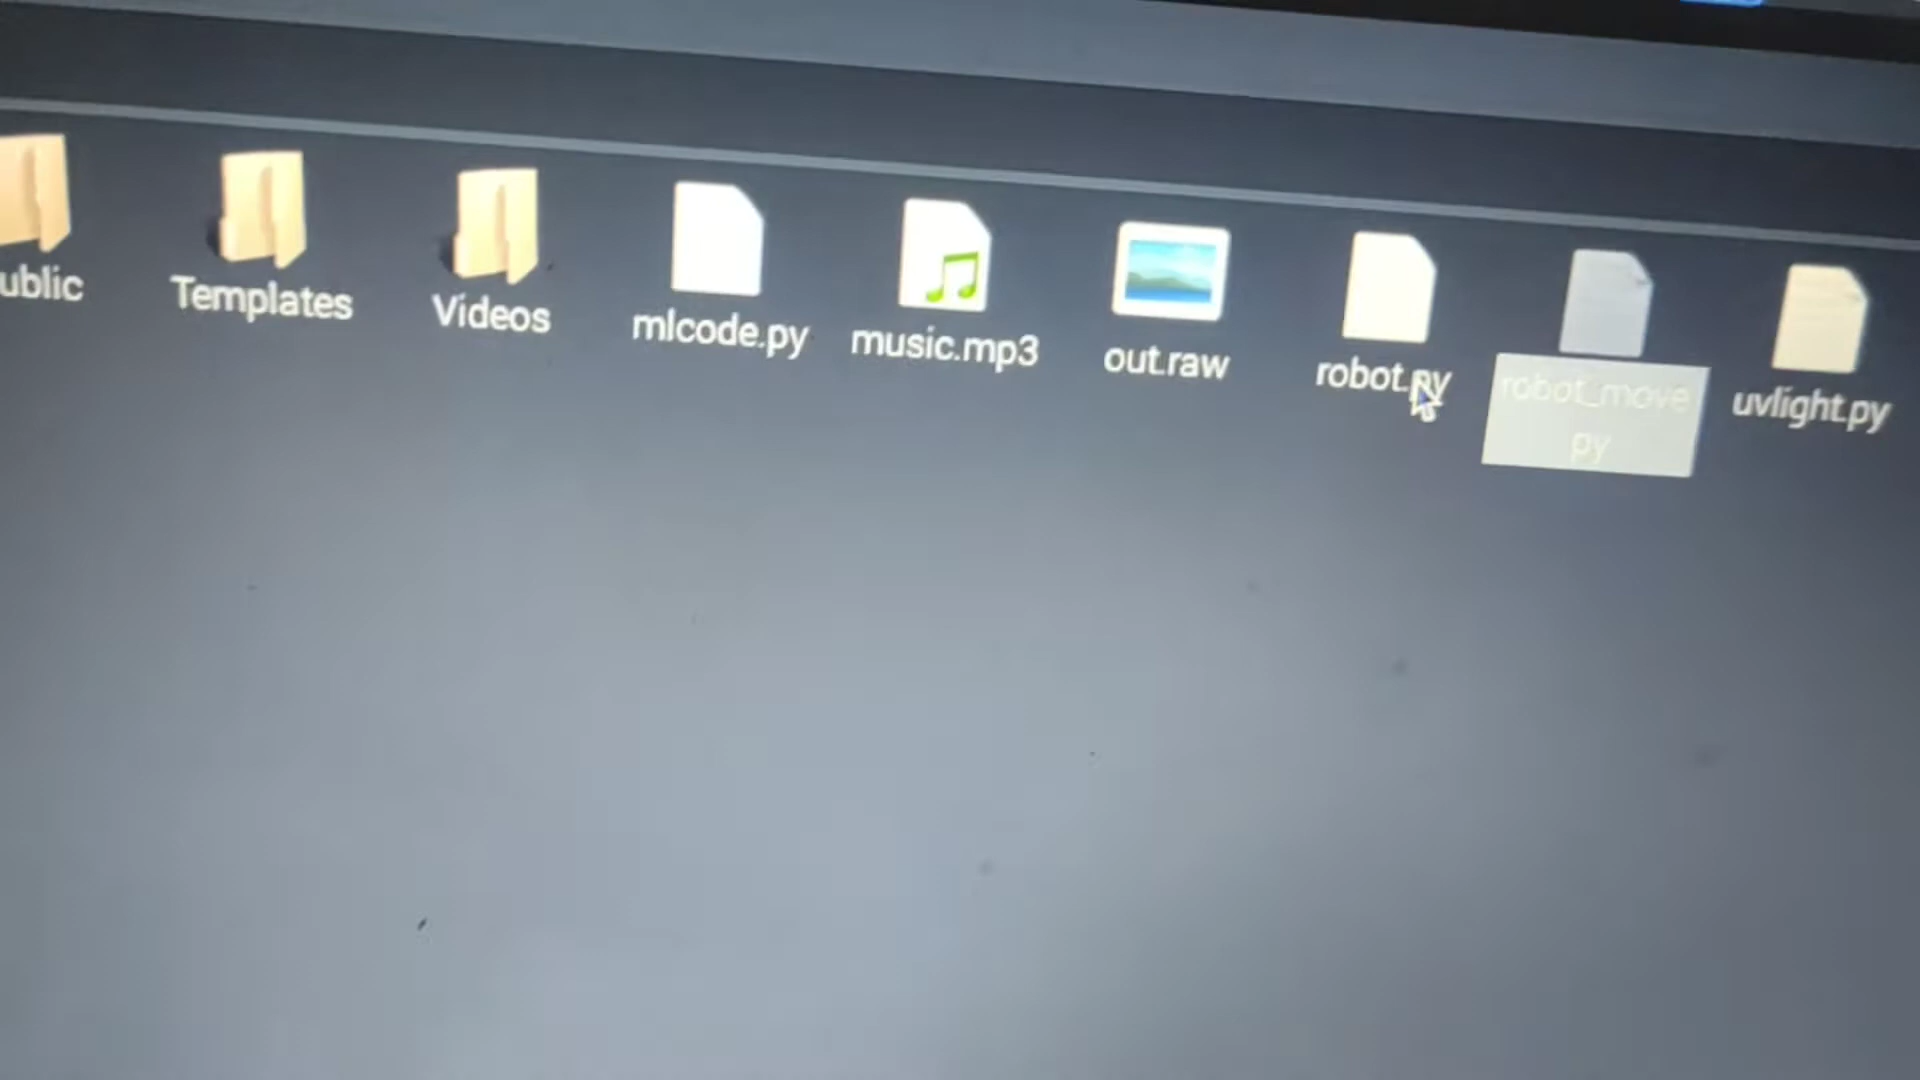 ublic
Templates
Videos
mlcode.py
music.mp3
out.raw
robot.py
robot_move
py
uvlight.py